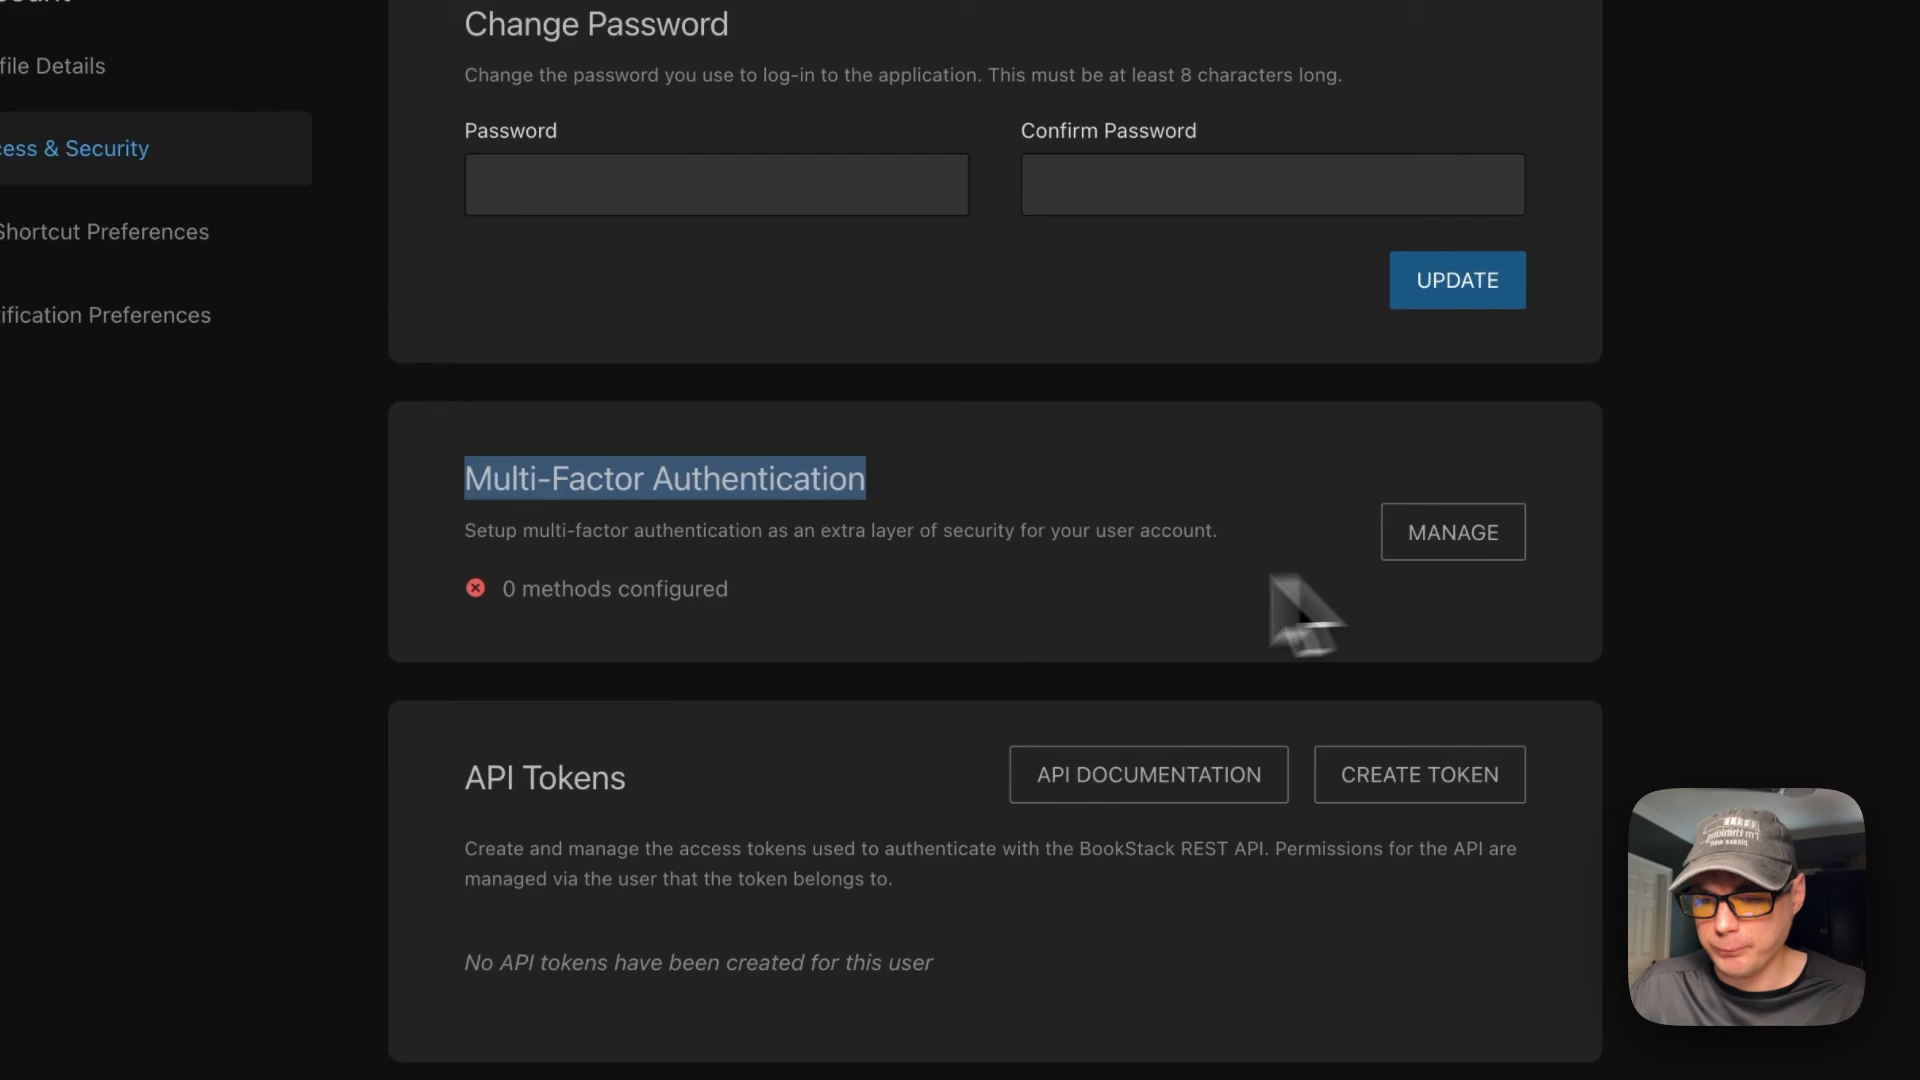 Change Password
file Details
Change the password you use to log-in to the application. This must be at least 8 characters long.
Password
Confirm Password
cess & Security
Shortcut Preferences
UPDATE
tification Preferences
Multi-Factor Authentication
Setup multi-factor authentication as an extra layer of security for your user account.
MANAGE
0 methods configured
API Tokens
API DOCUMENTATION
CREATE TOKEN
Create and manage the access tokens used to authenticate with the BookStack REST API. Permissions for the API are
managed via the user that the token belongs to.
No API tokens have been created for this user